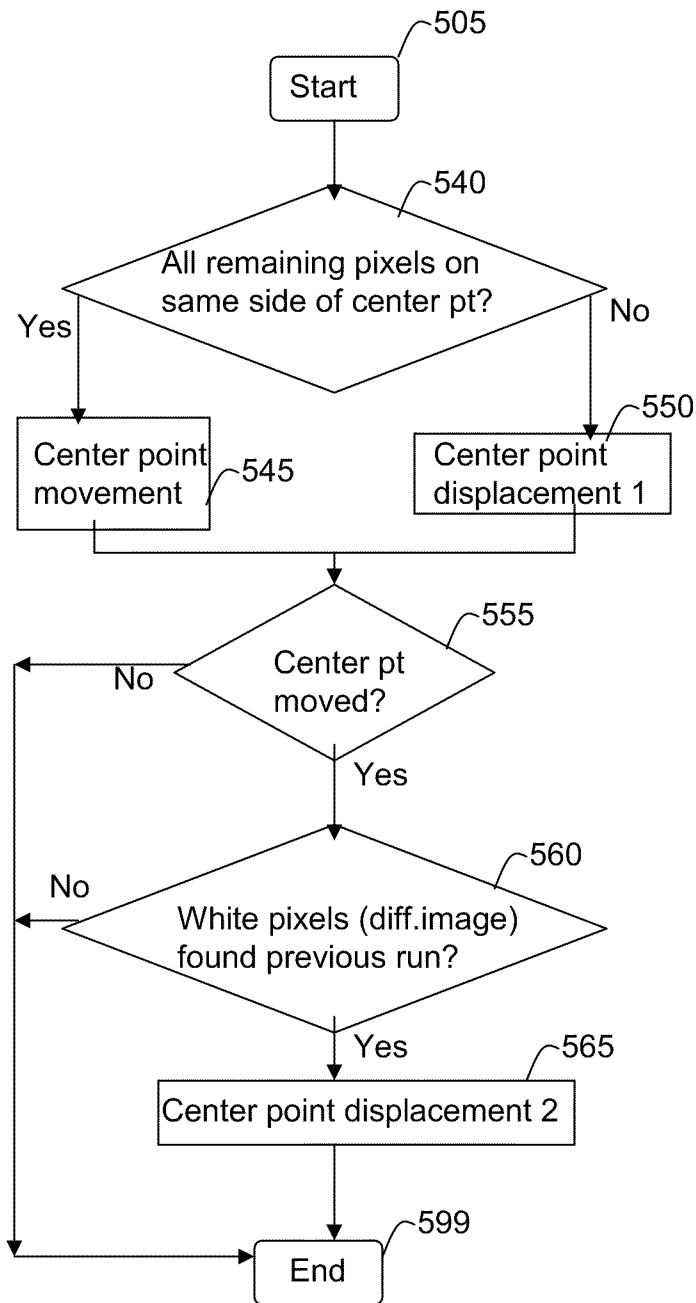 505
Start
540
All remaining pixels on
same side of center pt?
Yes
No
550
Center point
movement
545
Center point
displacement 1
555
Center pt
moved?
No
Yes
560
No
White pixels (diff.image)
found previous run?
Yes
565
Center point displacement 2
599
End